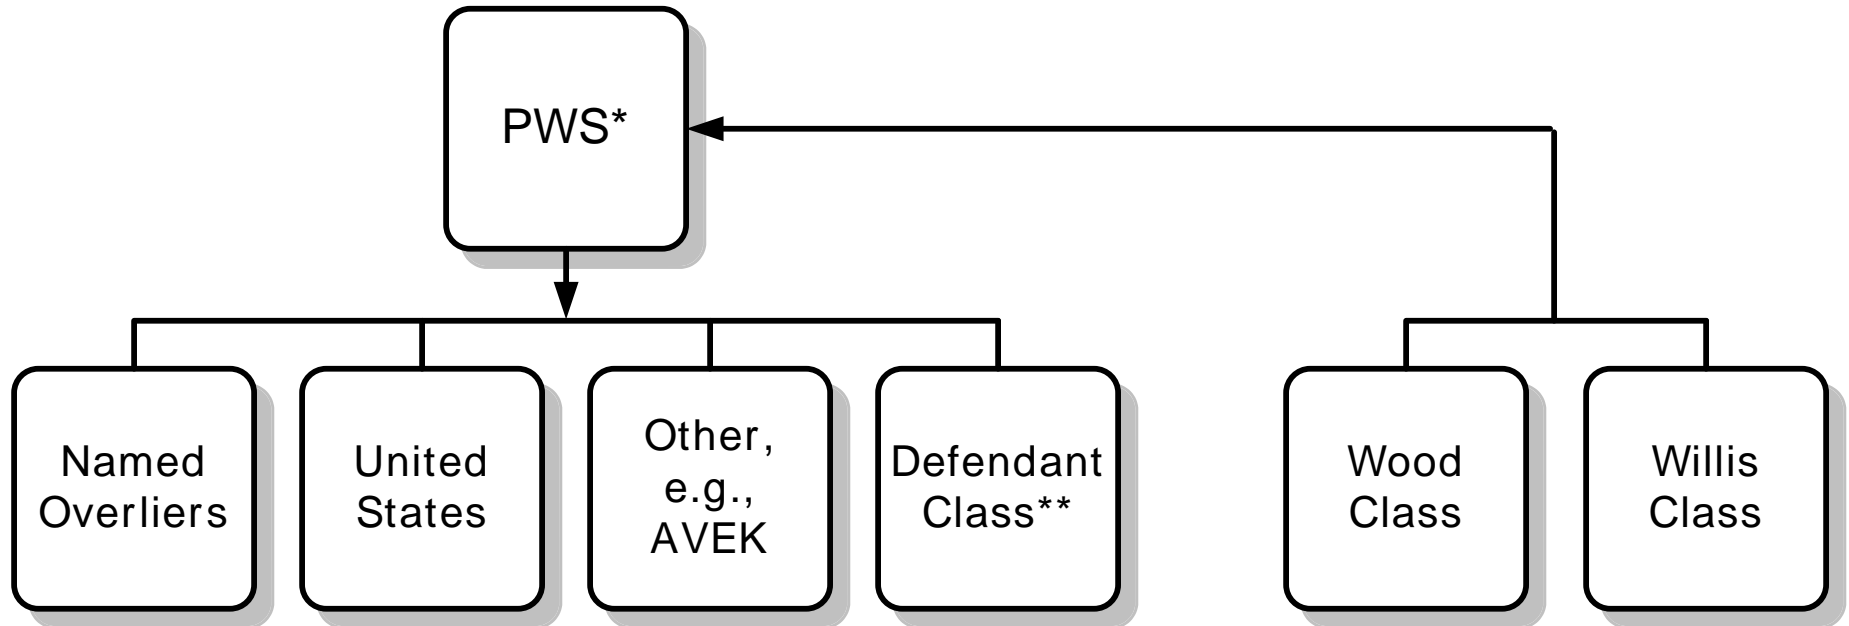 PWS*
Named
Overliers
United
States
Other,
e.g.,
AVEK
Defendant
Class**
Wood
Class
Willis
Class